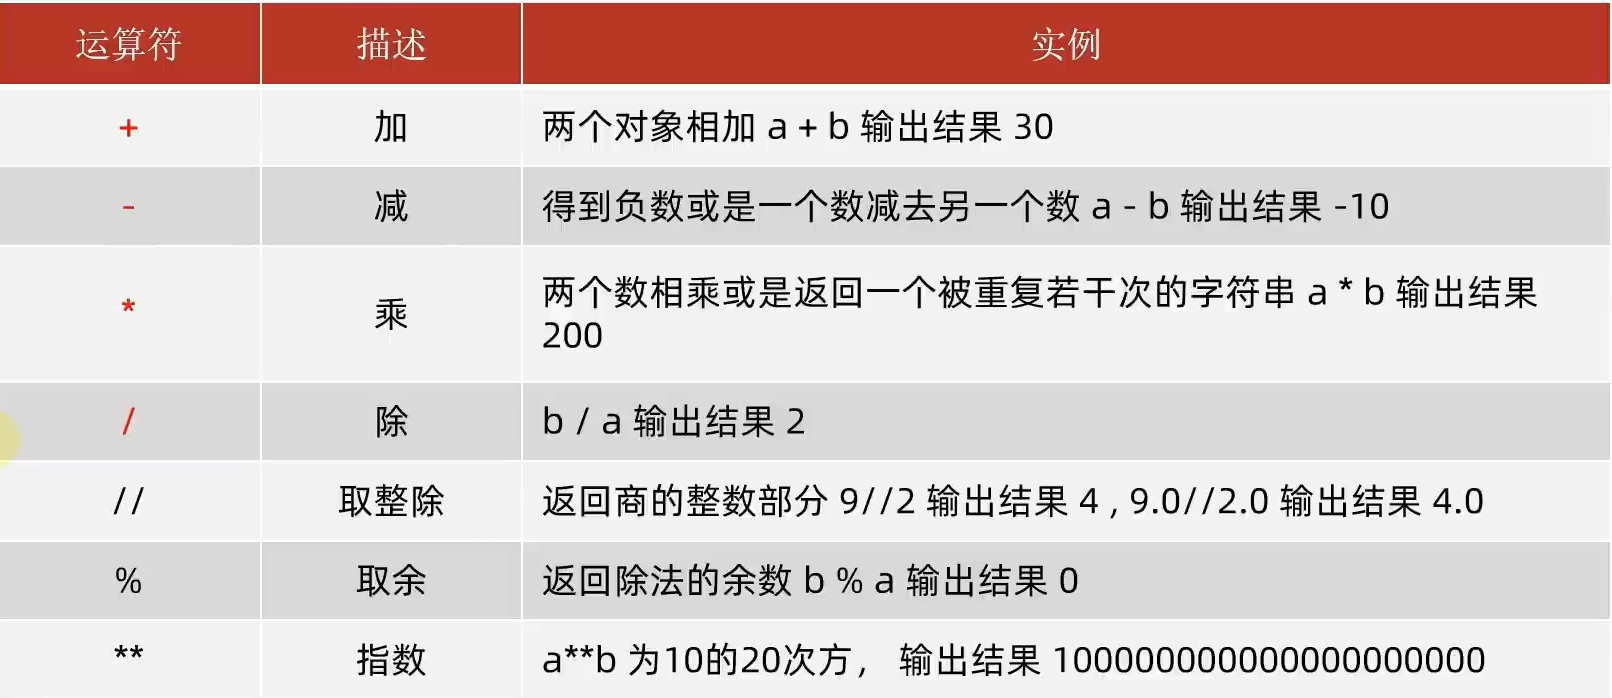 运算符 描述 实例
+ 加 两个对象相加 a + b 输出结果 30
- 减 得到负数或是一个数减去另一个数 a - b 输出结果 -10
* 乘 两个数相乘或是返回一个被重复若干次的字符串 a * b 输出结果
200
/ 除 b / a 输出结果 2
// 取整除 返回商的整数部分 9//2 输出结果 4 , 9.0//2.0 输出结果 4.0
% 取余 返回除法的余数 b % a 输出结果 0
** 指数 a**b 为10的20次方， 输出结果 100000000000000000000